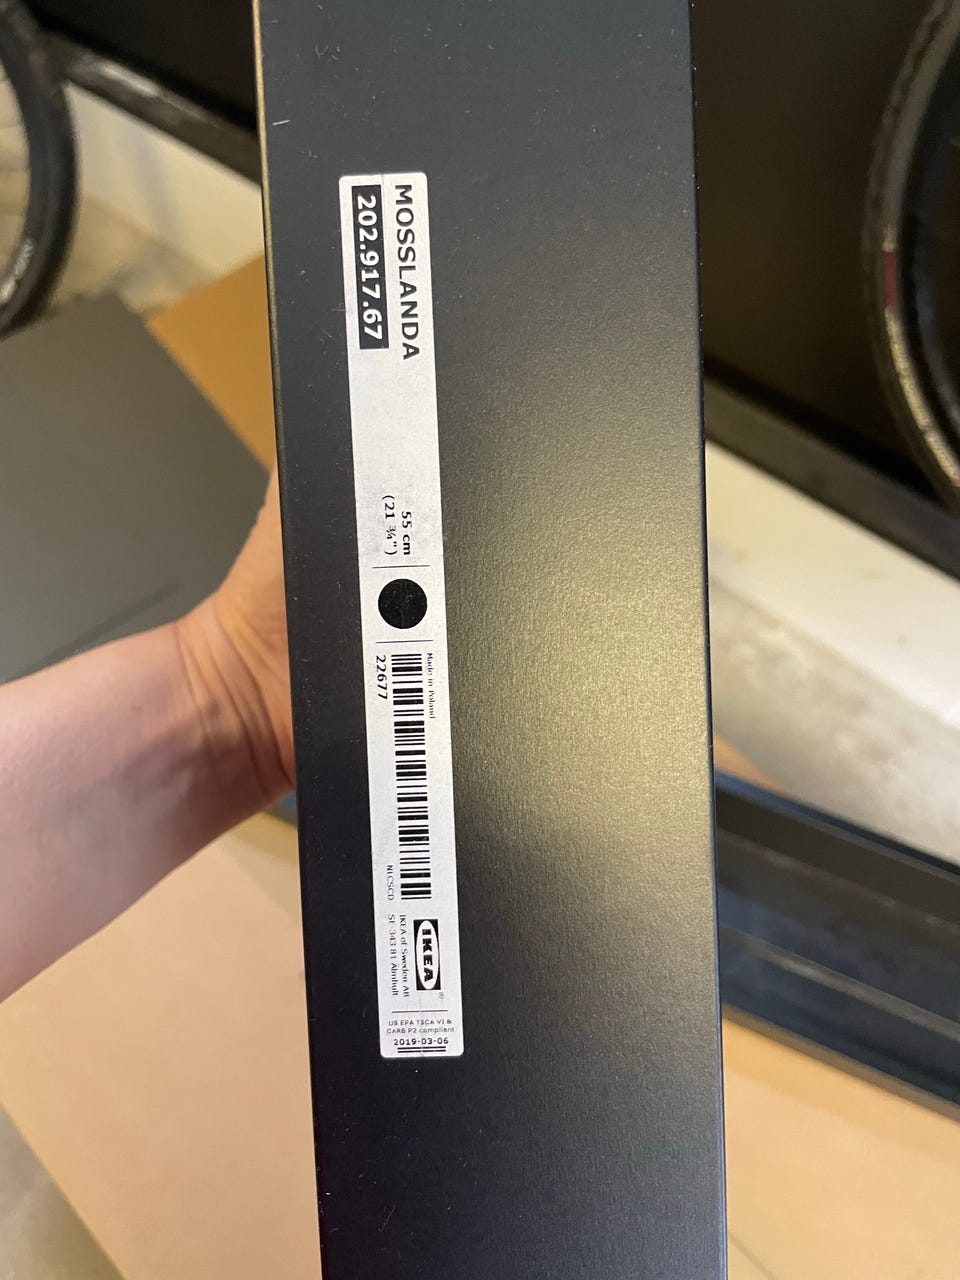 MOSSLANDA
202.917.67
55 cm
(21 ¾")
Made in Poland
22677
NLCSCD
IKEA
®
IKEA of Sweden AB
SE-343 81 Älmhult
US EPA TSCA VI &
CARB P2 compliant
2019-03-06